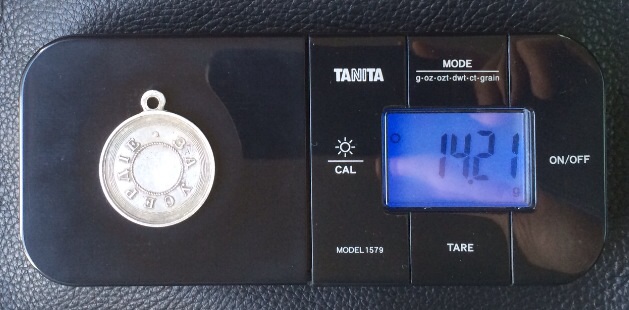 TANITA
MODE
g-oz-ozt-dwt-ct-grain
14.21
g
ON/OFF
CAL
MODEL 1579
TARE